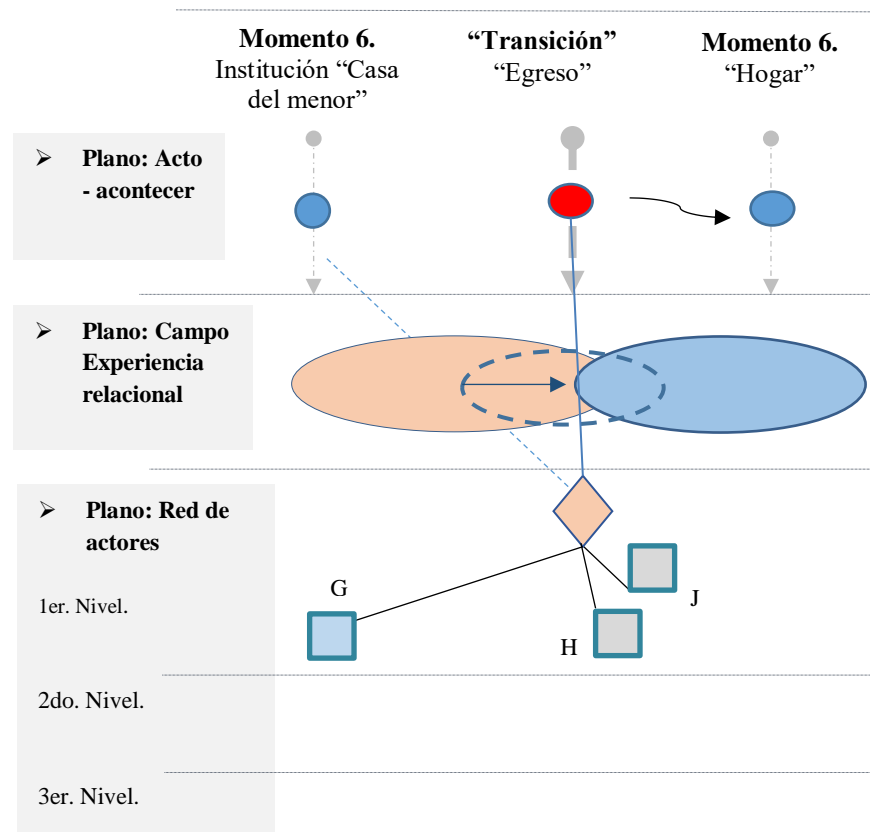 Momento 6.
Institución “Casa
del menor”
“Transición”
“Egreso”
Momento 6.
“Hogar”
➢ Plano: Acto
- acontecer
➢ Plano: Campo
Experiencia
relacional
➢ Plano: Red de
actores
1er. Nivel.
G
J
H
2do. Nivel.
3er. Nivel.